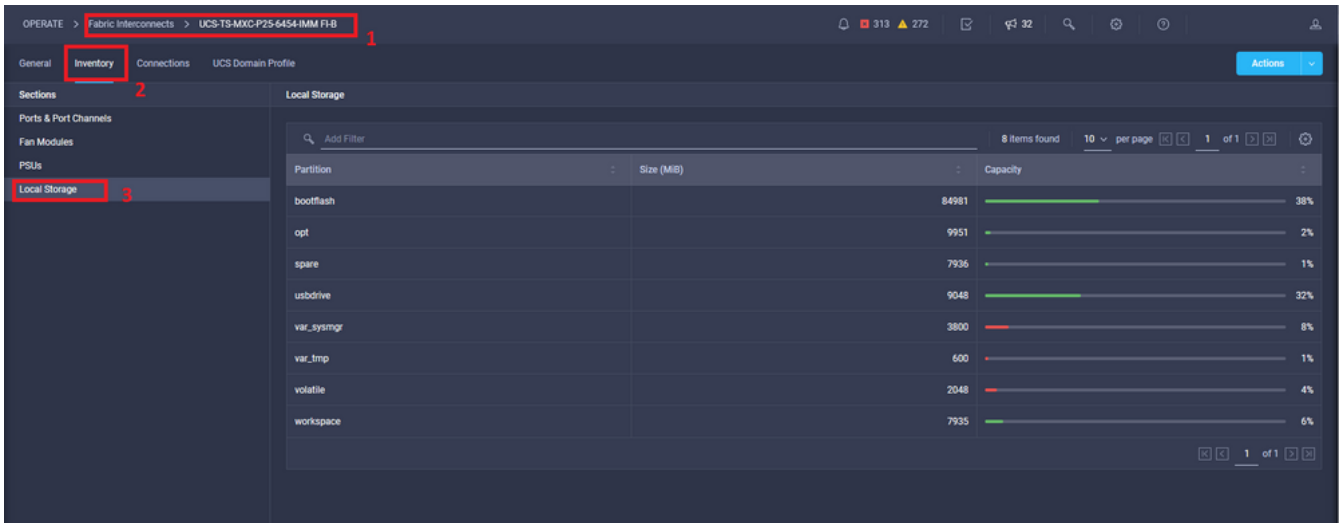 OPERATE > Fabric Interconnects > UCS-TS-MXC-P25-6454-IMM FI-B 1 313 272 32
General Inventory Connections UCS Domain Profile Actions
2
Sections Local Storage
Ports & Port Channels
Fan Modules Add Filter 8 items found 10 per page 1 of 1
PSUs Partition Size (MiB) Capacity
Local Storage 3
bootflash 84981 38%
opt 9951 2%
spare 7936 1%
usbdrive 9048 32%
var_sysmgr 3800 8%
var_tmp 600 1%
volatile 2048 4%
workspace 7935 6%
1 of 1